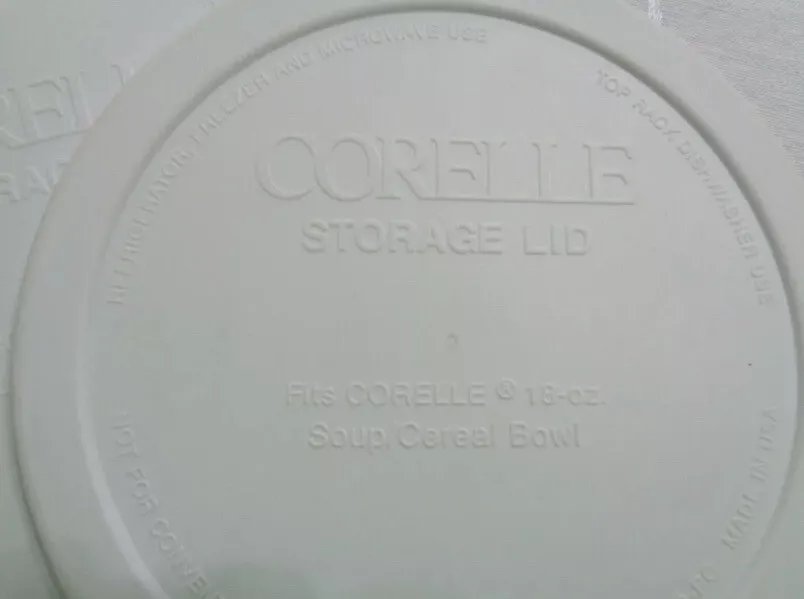 REFRIGERATOR, FREEZER AND MICROWAVE USE
TOP RACK DISHWASHER USE
CORELLE
STORAGE LID
Fits CORELLE ® 18-oz.
Soup, Cereal Bowl
NOT FOR
MADE IN USA